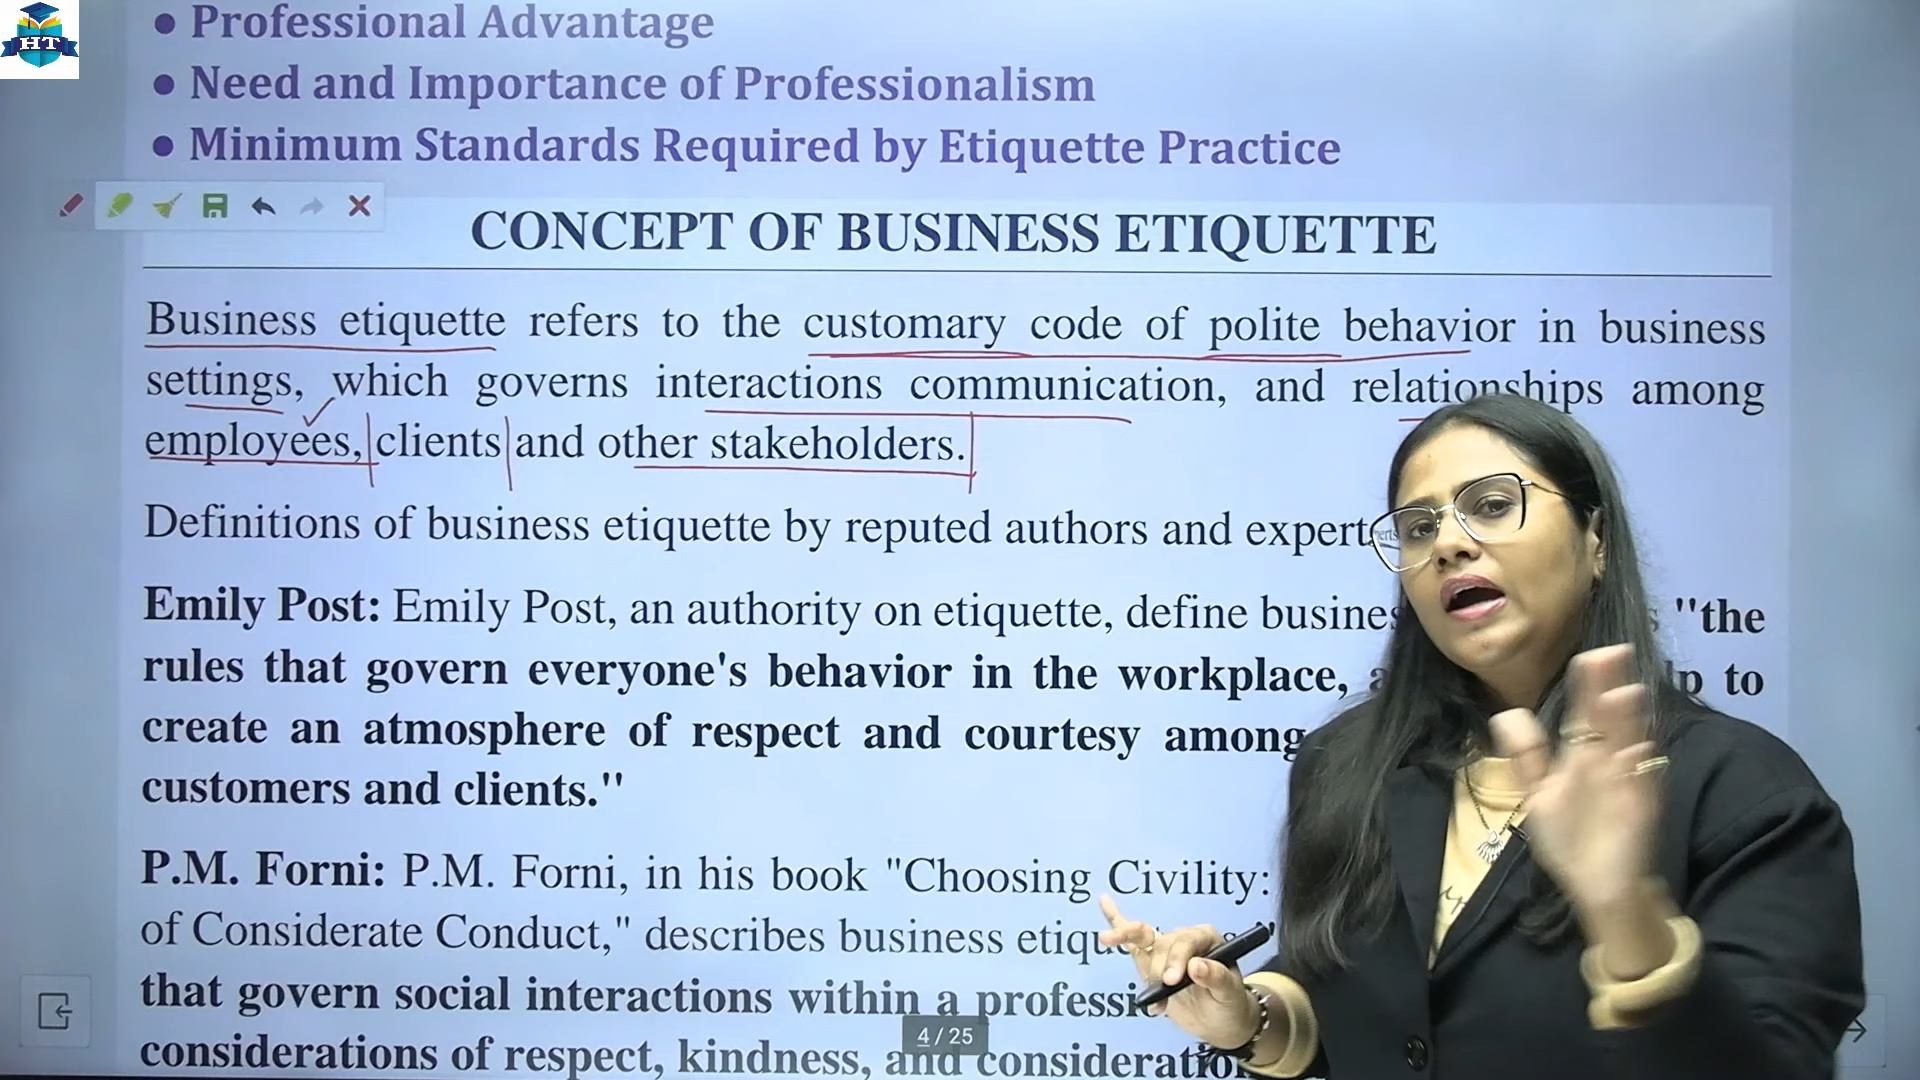 HT
● Professional Advantage
● Need and Importance of Professionalism
● Minimum Standards Required by Etiquette Practice
CONCEPT OF BUSINESS ETIQUETTE
Business etiquette refers to the customary code of polite behavior in business
settings, which governs interactions communication, and relationships among
employees, clients and other stakeholders.
Definitions of business etiquette by reputed authors and experts
Emily Post: Emily Post, an authority on etiquette, define "the
rules that govern everyone's behavior in the workplace, to
create an atmosphere of respect and courtesy among
customers and clients."
P.M. Forni: P.M. Forni, in his book "Choosing Civility:
of Considerate Conduct," describes business
that govern social interactions within a
considerations of respect, kindness, and
4 / 25